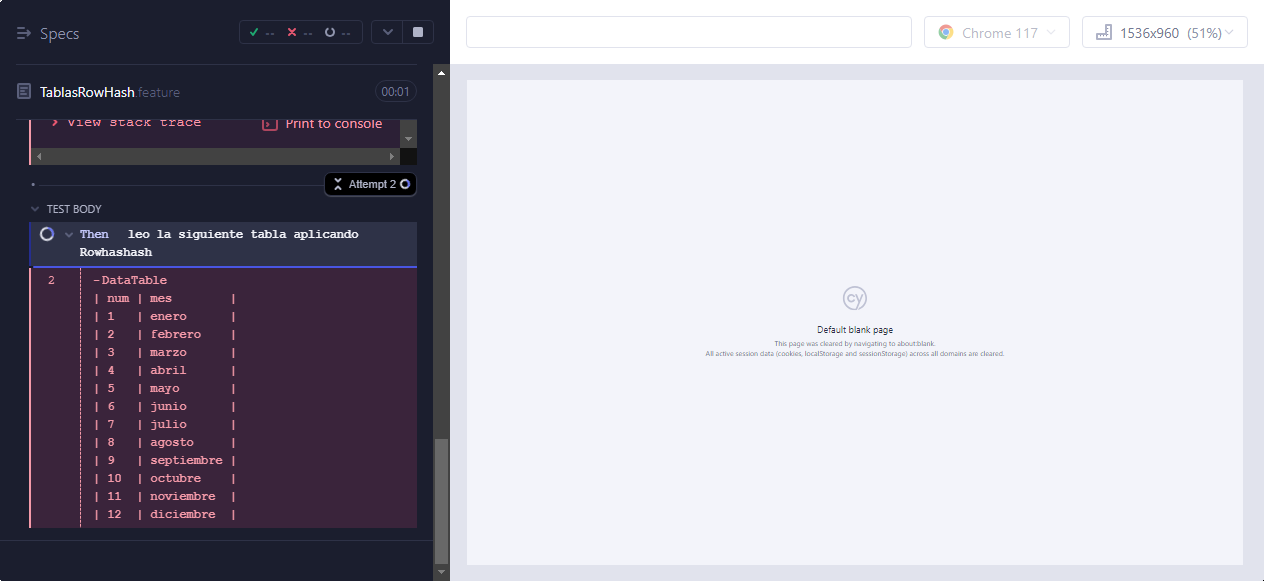 Specs
-- -- --
TablasRowHash.feature
00:01
View stack trace
Print to console
Attempt 2
TEST BODY
Then leo la siguiente tabla aplicando
Rowhashash
2
-DataTable
| num | mes |
| 1 | enero |
| 2 | febrero |
| 3 | marzo |
| 4 | abril |
| 5 | mayo |
| 6 | junio |
| 7 | julio |
| 8 | agosto |
| 9 | septiembre |
| 10 | octubre |
| 11 | noviembre |
| 12 | diciembre |
Chrome 117
1536x960 (51%)
cy
Default blank page
This page was cleared by navigating to about:blank.
All active session data (cookies, localStorage and sessionStorage) across all domains are cleared.